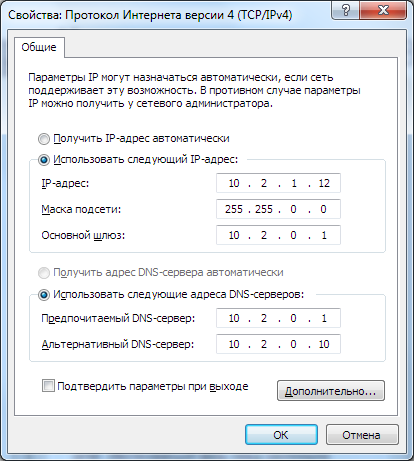 Свойства: Протокол Интернета версии 4 (TCP/IPv4)
Общие
Параметры IP могут назначаться автоматически, если сеть
поддерживает эту возможность. В противном случае параметры
IP можно получить у сетевого администратора.
Получить IP-адрес автоматически
Использовать следующий IP-адрес:
IP-адрес: 10 . 2 . 1 . 12
Маска подсети: 255 . 255 . 0 . 0
Основной шлюз: 10 . 2 . 0 . 1
Получить адрес DNS-сервера автоматически
Использовать следующие адреса DNS-серверов:
Предпочитаемый DNS-сервер: 10 . 2 . 0 . 1
Альтернативный DNS-сервер: 10 . 2 . 0 . 10
Подтвердить параметры при выходе
Дополнительно...
OK Отмена